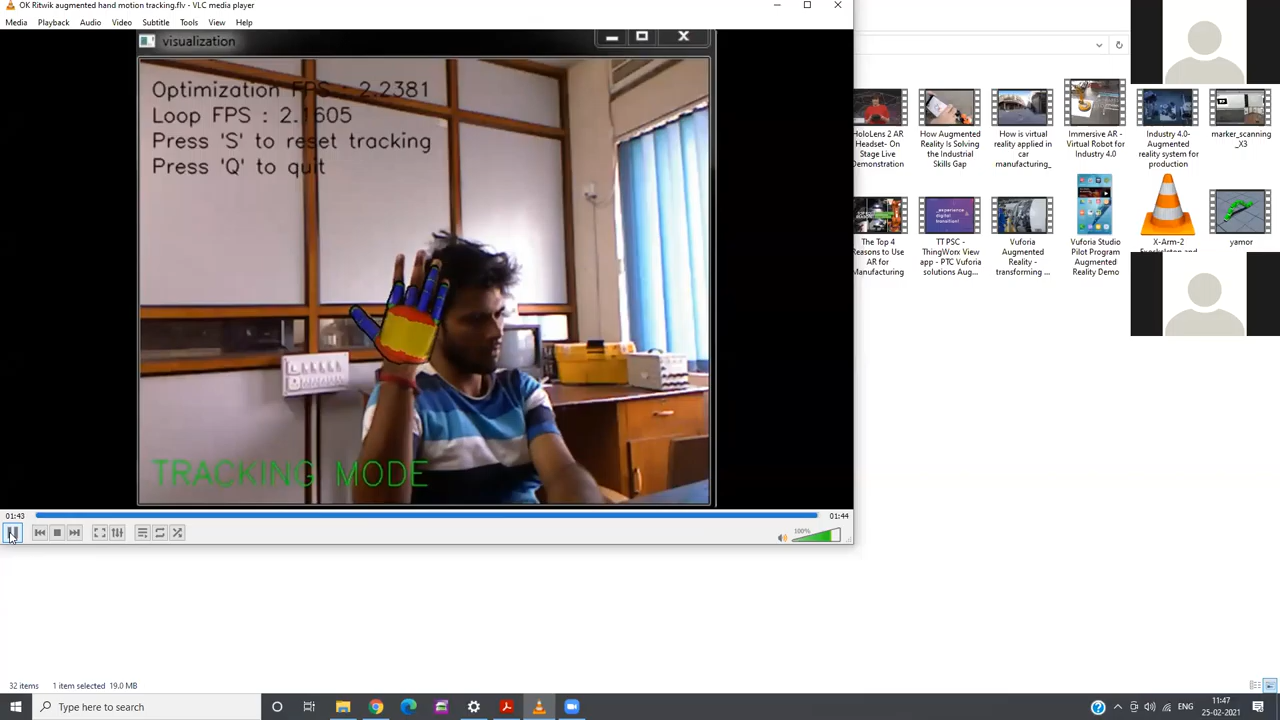 OK Ritwik augmented hand motion tracking.flv - VLC media player
Media Playback Audio Video Subtitle Tools View Help
visualization
Optimization FPS : 2.2381
Loop FPS : 2.1605
Press 'S' to reset tracking
Press 'Q' to quit
TRACKING MODE
01:43
01:44
100%
HoloLens 2 AR
Headset- On
Stage Live
Demonstration
How Augmented
Reality Is Solving
the Industrial
Skills Gap
How is virtual
reality applied in
car
manufacturing_
Immersive AR -
Virtual Robot for
Industry 4.0
Industry 4.0-
Augmented
reality system for
production
marker_scanning
_X3
The Top 4
Reasons to Use
AR for
Manufacturing
_experience
digital
transition!
TT PSC -
ThingWorx View
app - PTC Vuforia
solutions Aug...
Vuforia
Augmented
Reality -
transforming ...
Vuforia Studio
Pilot Program
Augmented
Reality Demo
X-Arm-2
yamor
32 items 1 item selected 19.0 MB
Type here to search
ENG
11:47
25-02-2021